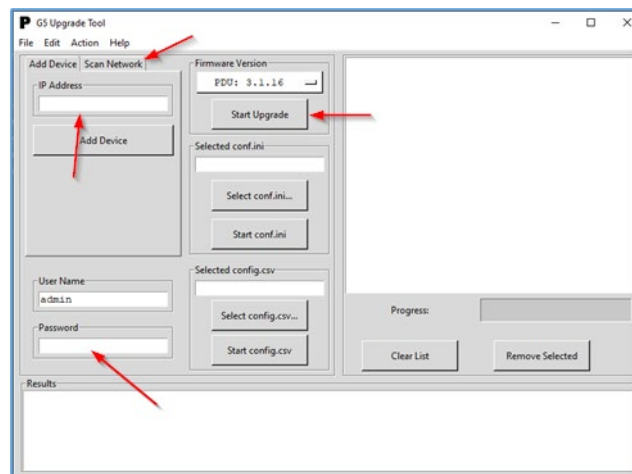 P G5 Upgrade Tool
File Edit Action Help
Add Device Scan Network
IP Address
Add Device
User Name
admin
Password
Firmware Version
PDU: 3.1.16
Start Upgrade
Selected conf.ini
Select conf.ini...
Start conf.ini
Selected config.csv
Select config.csv...
Start config.csv
Progress:
Clear List Remove Selected
Results